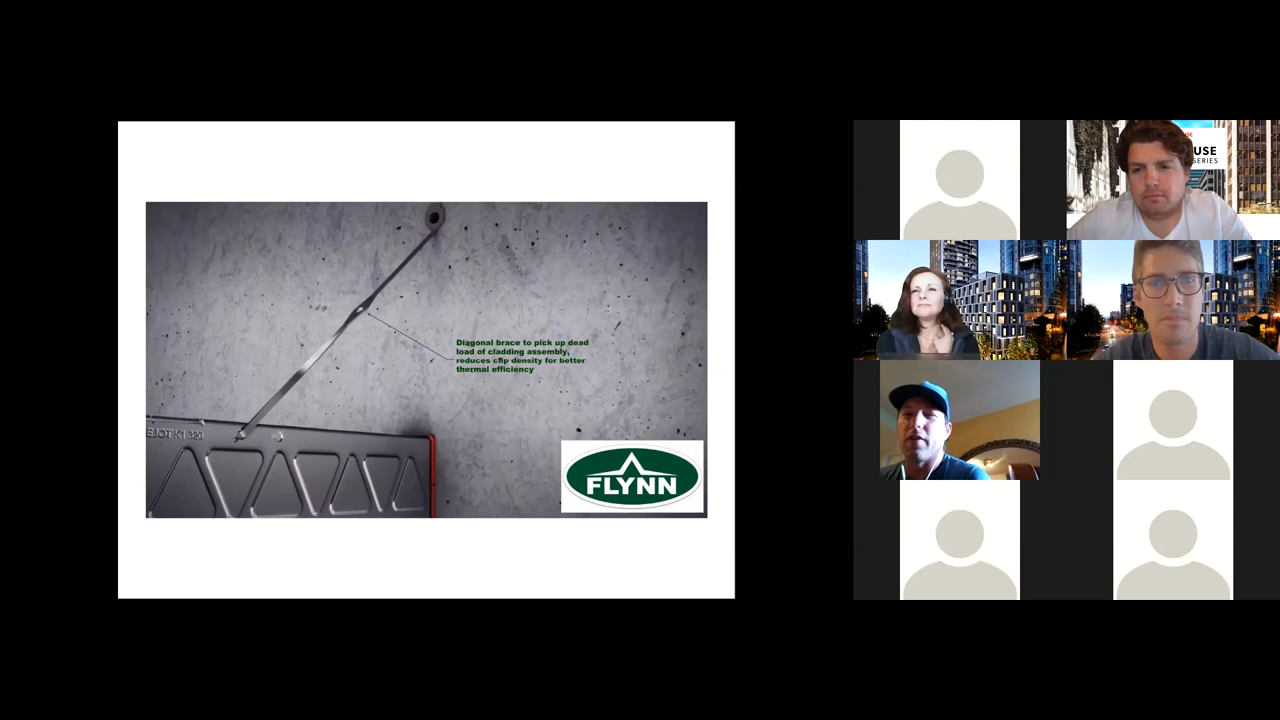 Diagonal brace to pick up dead
load of cladding assembly,
reduces clip density for better
thermal efficiency
EJOT K1 320
FLYNN
USE
SERIES